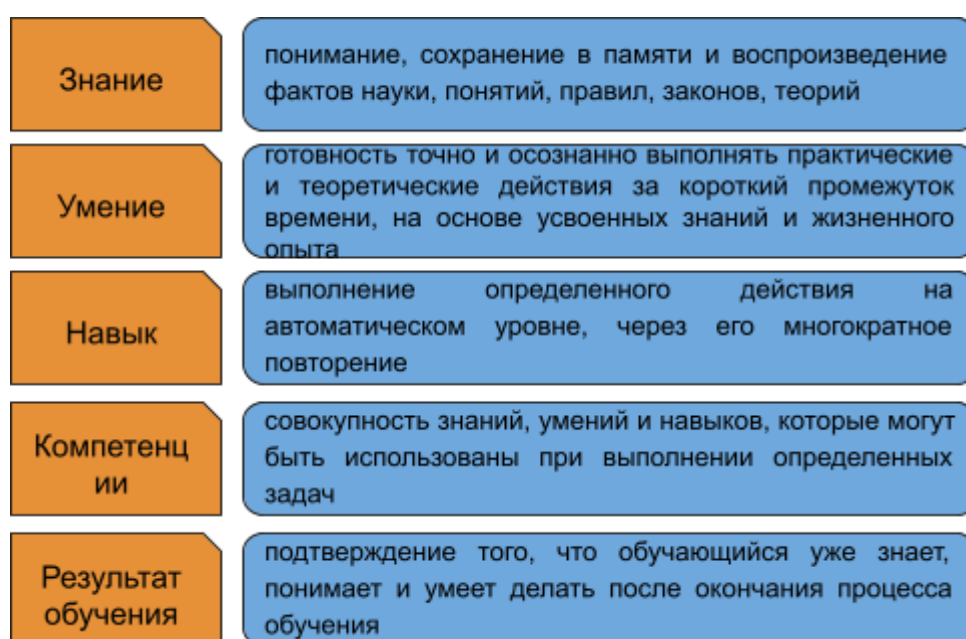 Знание
понимание, сохранение в памяти и воспроизведение
фактов науки, понятий, правил, законов, теорий
Умение
готовность точно и осознанно выполнять практические
и теоретические действия за короткий промежуток
времени, на основе усвоенных знаний и жизненного
опыта
Навык
выполнение определенного действия на
автоматическом уровне, через его многократное
повторение
Компетенц
ии
совокупность знаний, умений и навыков, которые могут
быть использованы при выполнении определенных
задач
Результат
обучения
подтверждение того, что обучающийся уже знает,
понимает и умеет делать после окончания процесса
обучения